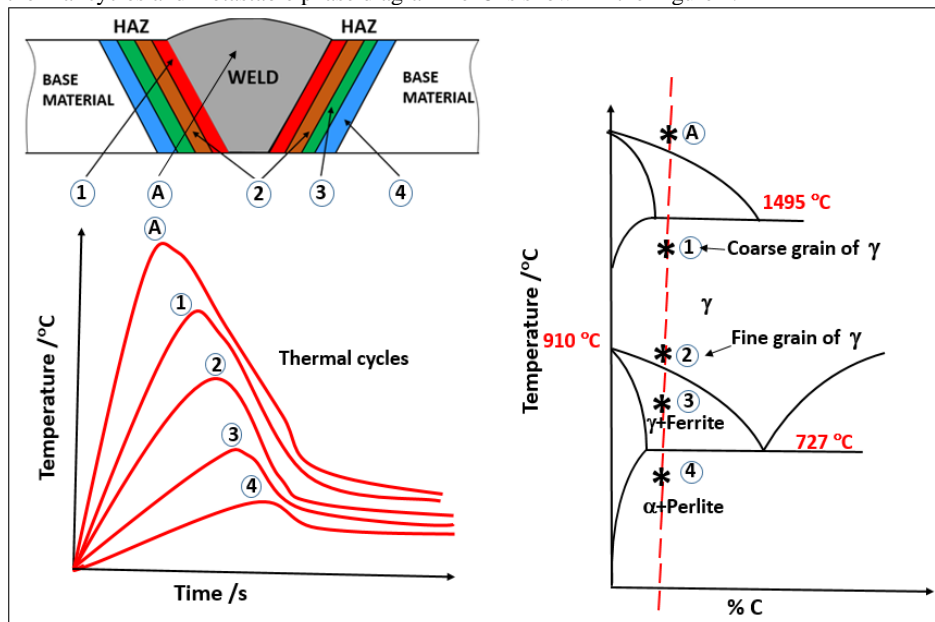 HAZ
HAZ
WELD
BASE
MATERIAL
BASE
MATERIAL
1
A
2
3
4
A
1
2
3
4
Thermal cycles
Temperature /°C
Time /s
A
1495 °C
1
Coarse grain of γ
γ
910 °C
2
Fine grain of γ
3
γ+Ferrite
727 °C
4
α+Perlite
Temperature/°C
% C